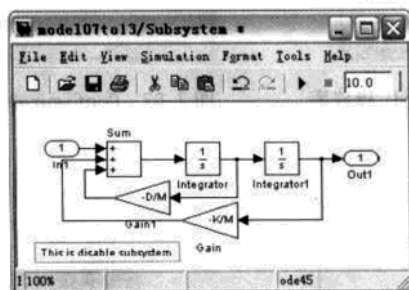 model07to13/Subsystem *
File Edit View Simulation Format Tools Help
10.0
Sum
1
In1
+
+
+
1
s
Integrator
1
s
Integrator1
1
Out1
-D/M
Gain1
-K/M
Gain
This is disable subsystem
100%
ode45